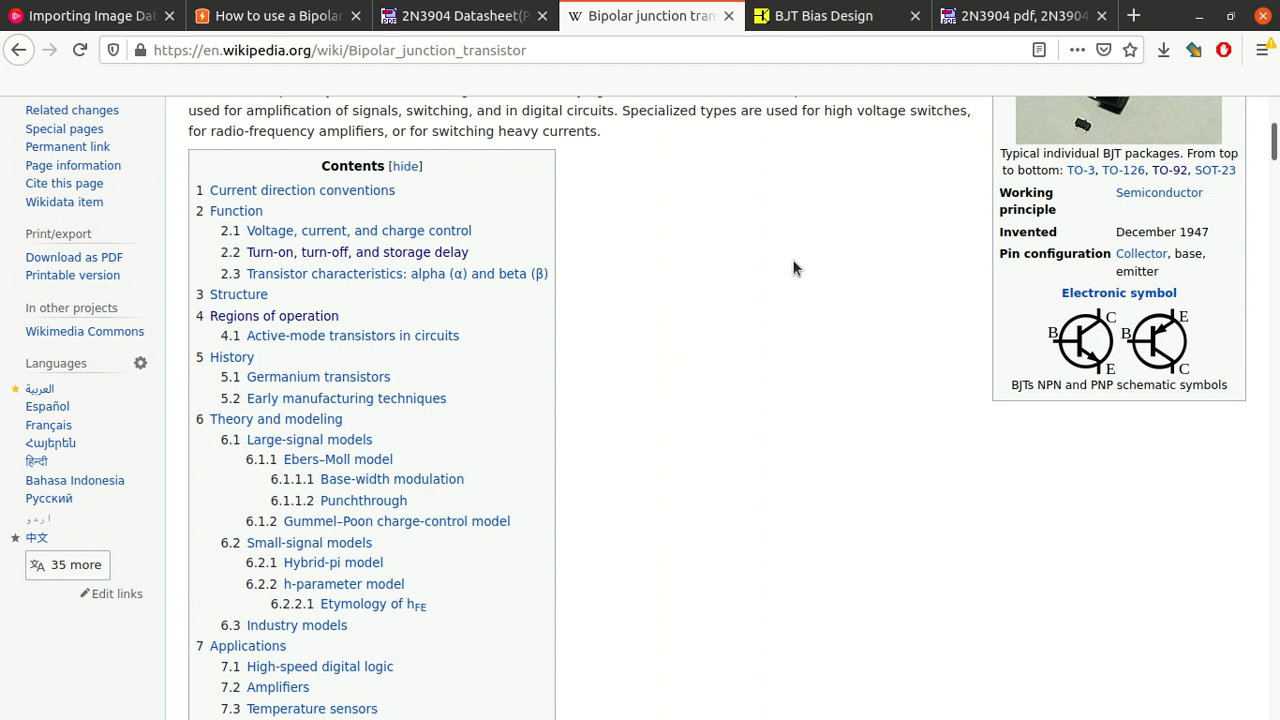 Importing Image Dat
How to use a Bipolar
2N3904 Datasheet(P
Bipolar junction tran
BJT Bias Design
2N3904 pdf, 2N3904
https://en.wikipedia.org/wiki/Bipolar_junction_transistor
Related changes
Special pages
Permanent link
Page information
Cite this page
Wikidata item
Print/export
Download as PDF
Printable version
In other projects
Wikimedia Commons
Languages
العربية
Español
Français
Հայերեն
हिन्दी
Bahasa Indonesia
Русский
اردو
中文
35 more
Edit links
used for amplification of signals, switching, and in digital circuits. Specialized types are used for high voltage switches,
for radio-frequency amplifiers, or for switching heavy currents.
Contents [hide]
1 Current direction conventions
2 Function
2.1 Voltage, current, and charge control
2.2 Turn-on, turn-off, and storage delay
2.3 Transistor characteristics: alpha (α) and beta (β)
3 Structure
4 Regions of operation
4.1 Active-mode transistors in circuits
5 History
5.1 Germanium transistors
5.2 Early manufacturing techniques
6 Theory and modeling
6.1 Large-signal models
6.1.1 Ebers–Moll model
6.1.1.1 Base-width modulation
6.1.1.2 Punchthrough
6.1.2 Gummel–Poon charge-control model
6.2 Small-signal models
6.2.1 Hybrid-pi model
6.2.2 h-parameter model
6.2.2.1 Etymology of hFE
6.3 Industry models
7 Applications
7.1 High-speed digital logic
7.2 Amplifiers
7.3 Temperature sensors
Typical individual BJT packages. From top
to bottom: TO-3, TO-126, TO-92, SOT-23
Working principle Semiconductor
Invented December 1947
Pin configuration Collector, base, emitter
Electronic symbol
B C E
B E C
BJTs NPN and PNP schematic symbols